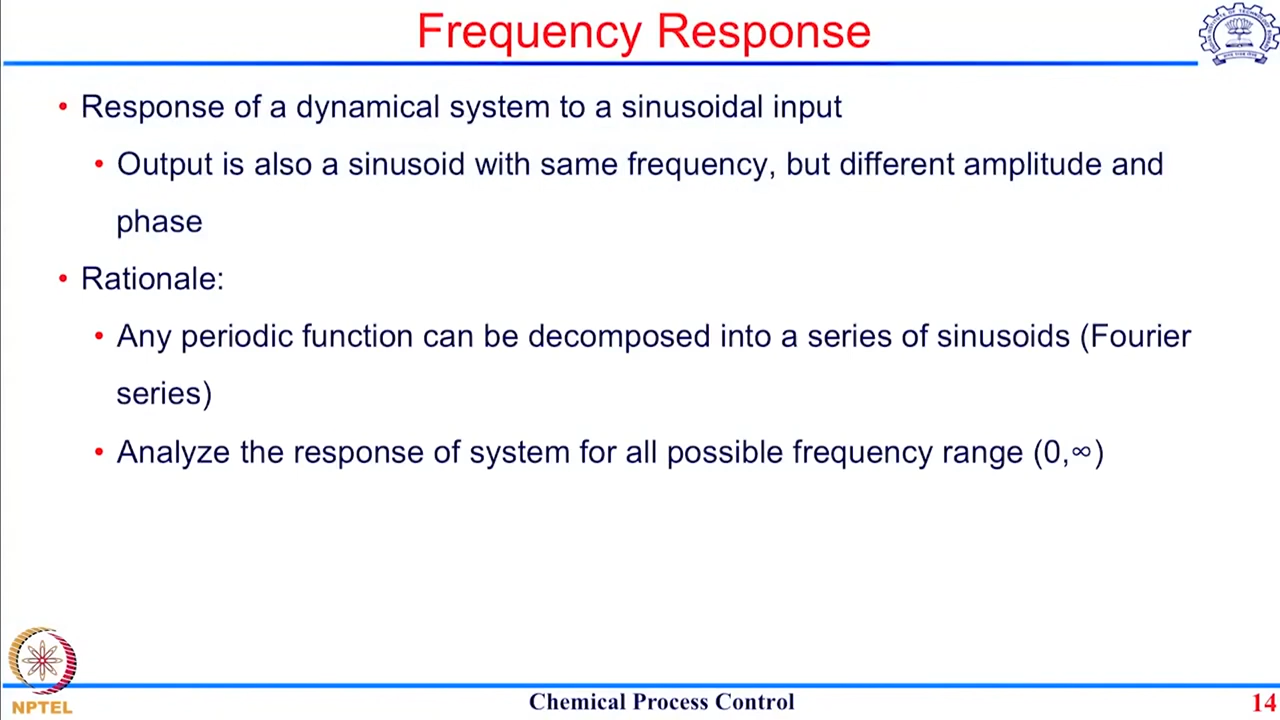 Frequency Response
• Response of a dynamical system to a sinusoidal input
• Output is also a sinusoid with same frequency, but different amplitude and
phase
• Rationale:
• Any periodic function can be decomposed into a series of sinusoids (Fourier
series)
• Analyze the response of system for all possible frequency range (0,∞)
NPTEL
Chemical Process Control
14